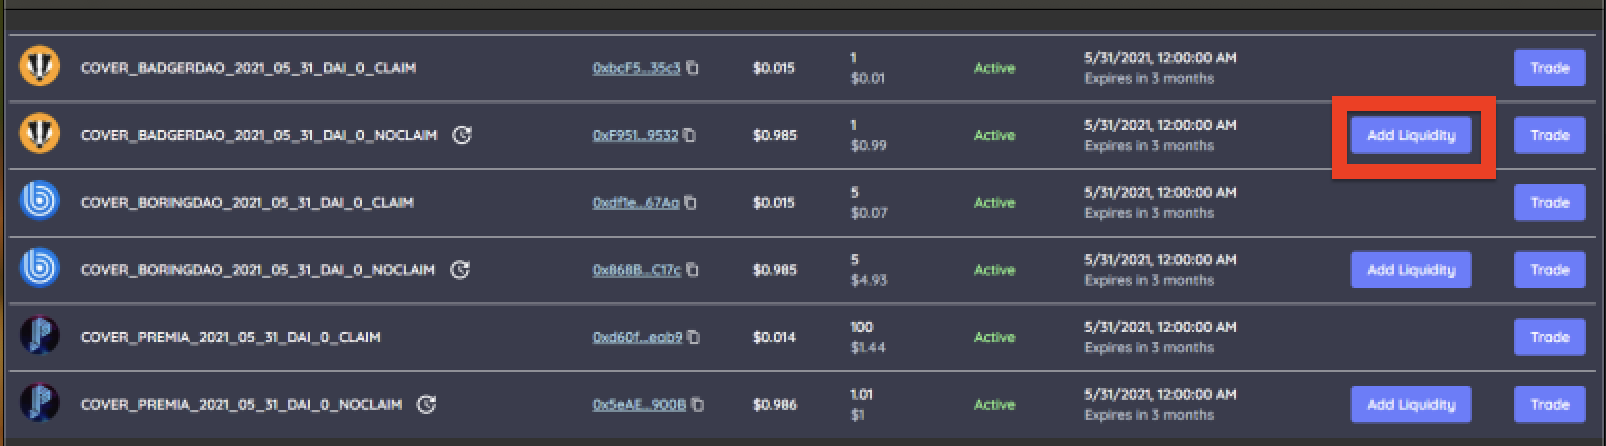 COVER_BADGERDAO_2021_05_31_DAI_0_CLAIM 0xbcF5...35c3 $0.015 1 Active 5/31/2021, 12:00:00 AM Trade
$0.01 Expires in 3 months
COVER_BADGERDAO_2021_05_31_DAI_0_NOCLAIM 0xF951...9532 $0.985 1 Active 5/31/2021, 12:00:00 AM Add Liquidity Trade
$0.99 Expires in 3 months
COVER_BORINGDAO_2021_05_31_DAI_0_CLAIM 0xdf1e...67Aa $0.015 5 Active 5/31/2021, 12:00:00 AM Trade
$0.07 Expires in 3 months
COVER_BORINGDAO_2021_05_31_DAI_0_NOCLAIM 0x868B...C17c $0.985 5 Active 5/31/2021, 12:00:00 AM Add Liquidity Trade
$4.93 Expires in 3 months
COVER_PREMIA_2021_05_31_DAI_0_CLAIM 0xd60f...eab9 $0.014 100 Active 5/31/2021, 12:00:00 AM Trade
$1.44 Expires in 3 months
COVER_PREMIA_2021_05_31_DAI_0_NOCLAIM 0x5eAE...900B $0.986 1.01 Active 5/31/2021, 12:00:00 AM Add Liquidity Trade
$1 Expires in 3 months